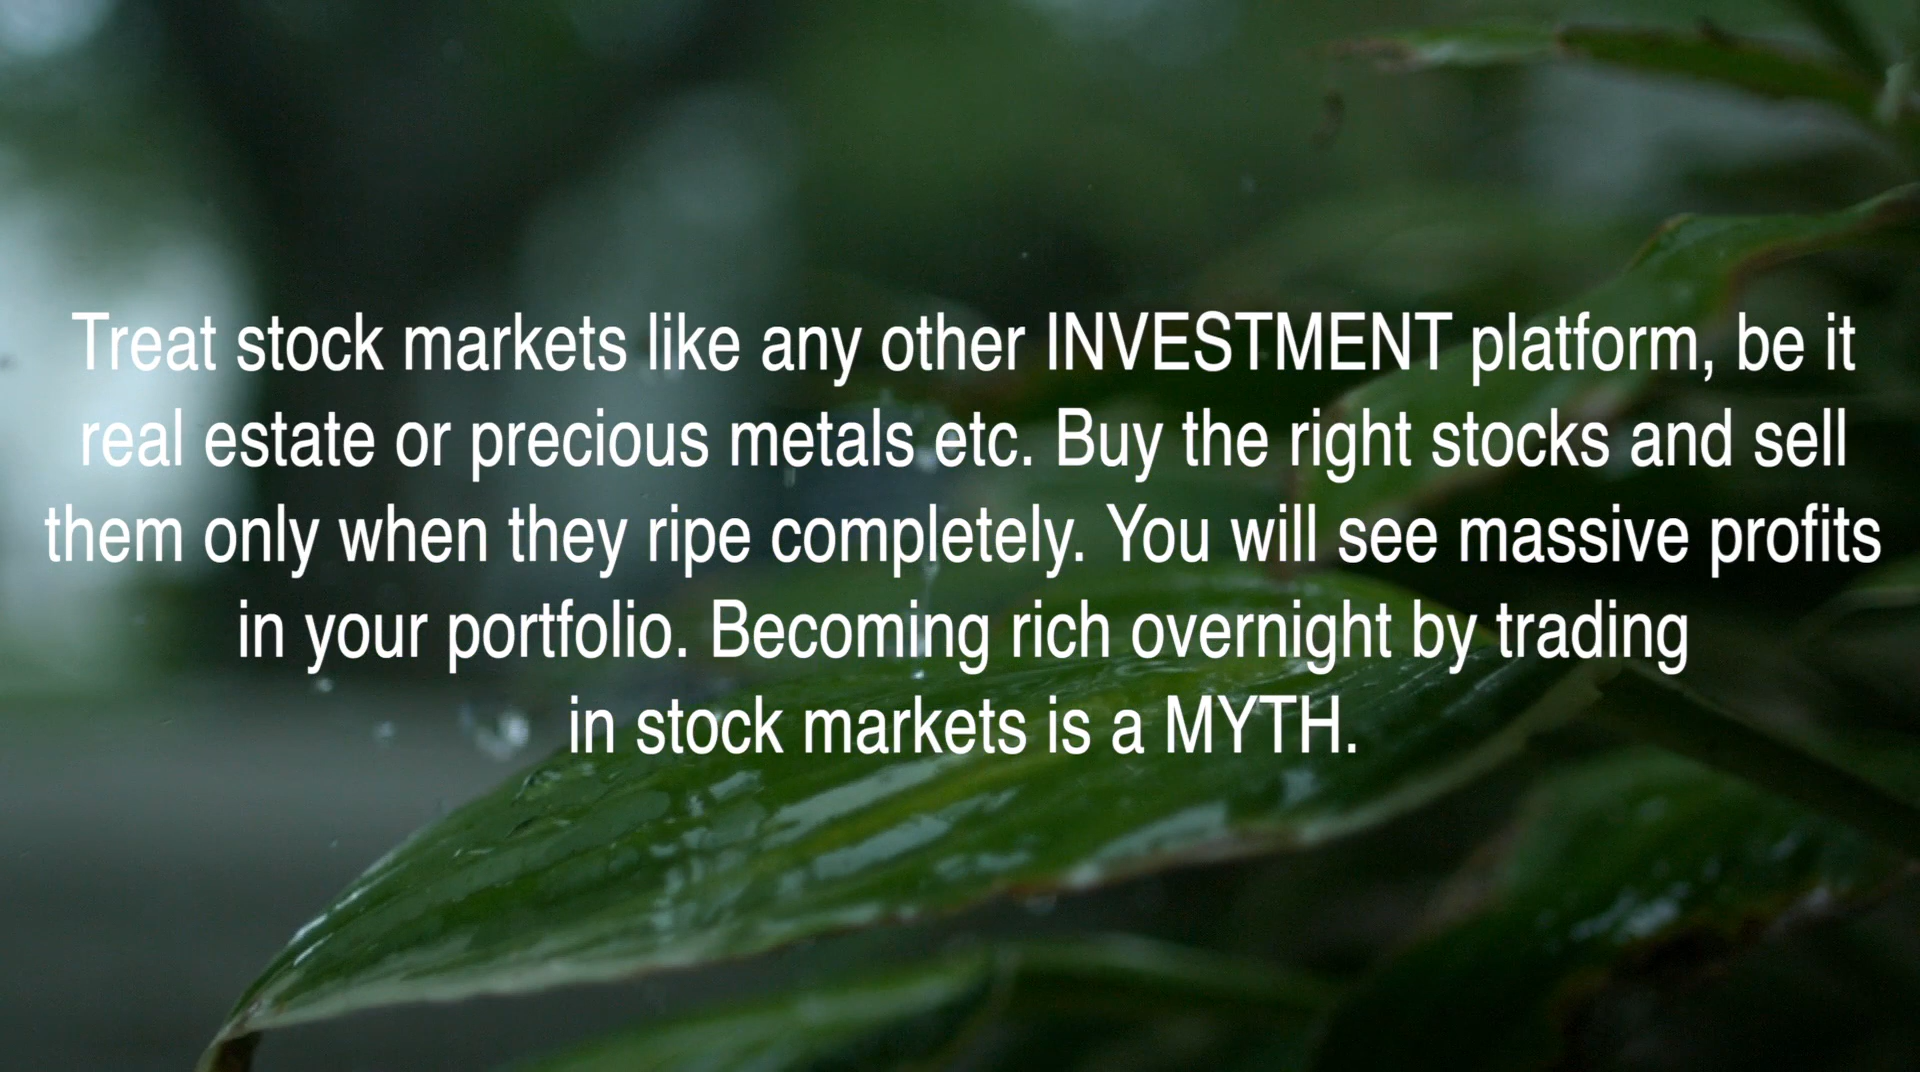 Treat stock markets like any other INVESTMENT platform, be it
real estate or precious metals etc. Buy the right stocks and sell
them only when they ripe completely. You will see massive profits
in your portfolio. Becoming rich overnight by trading
in stock markets is a MYTH.